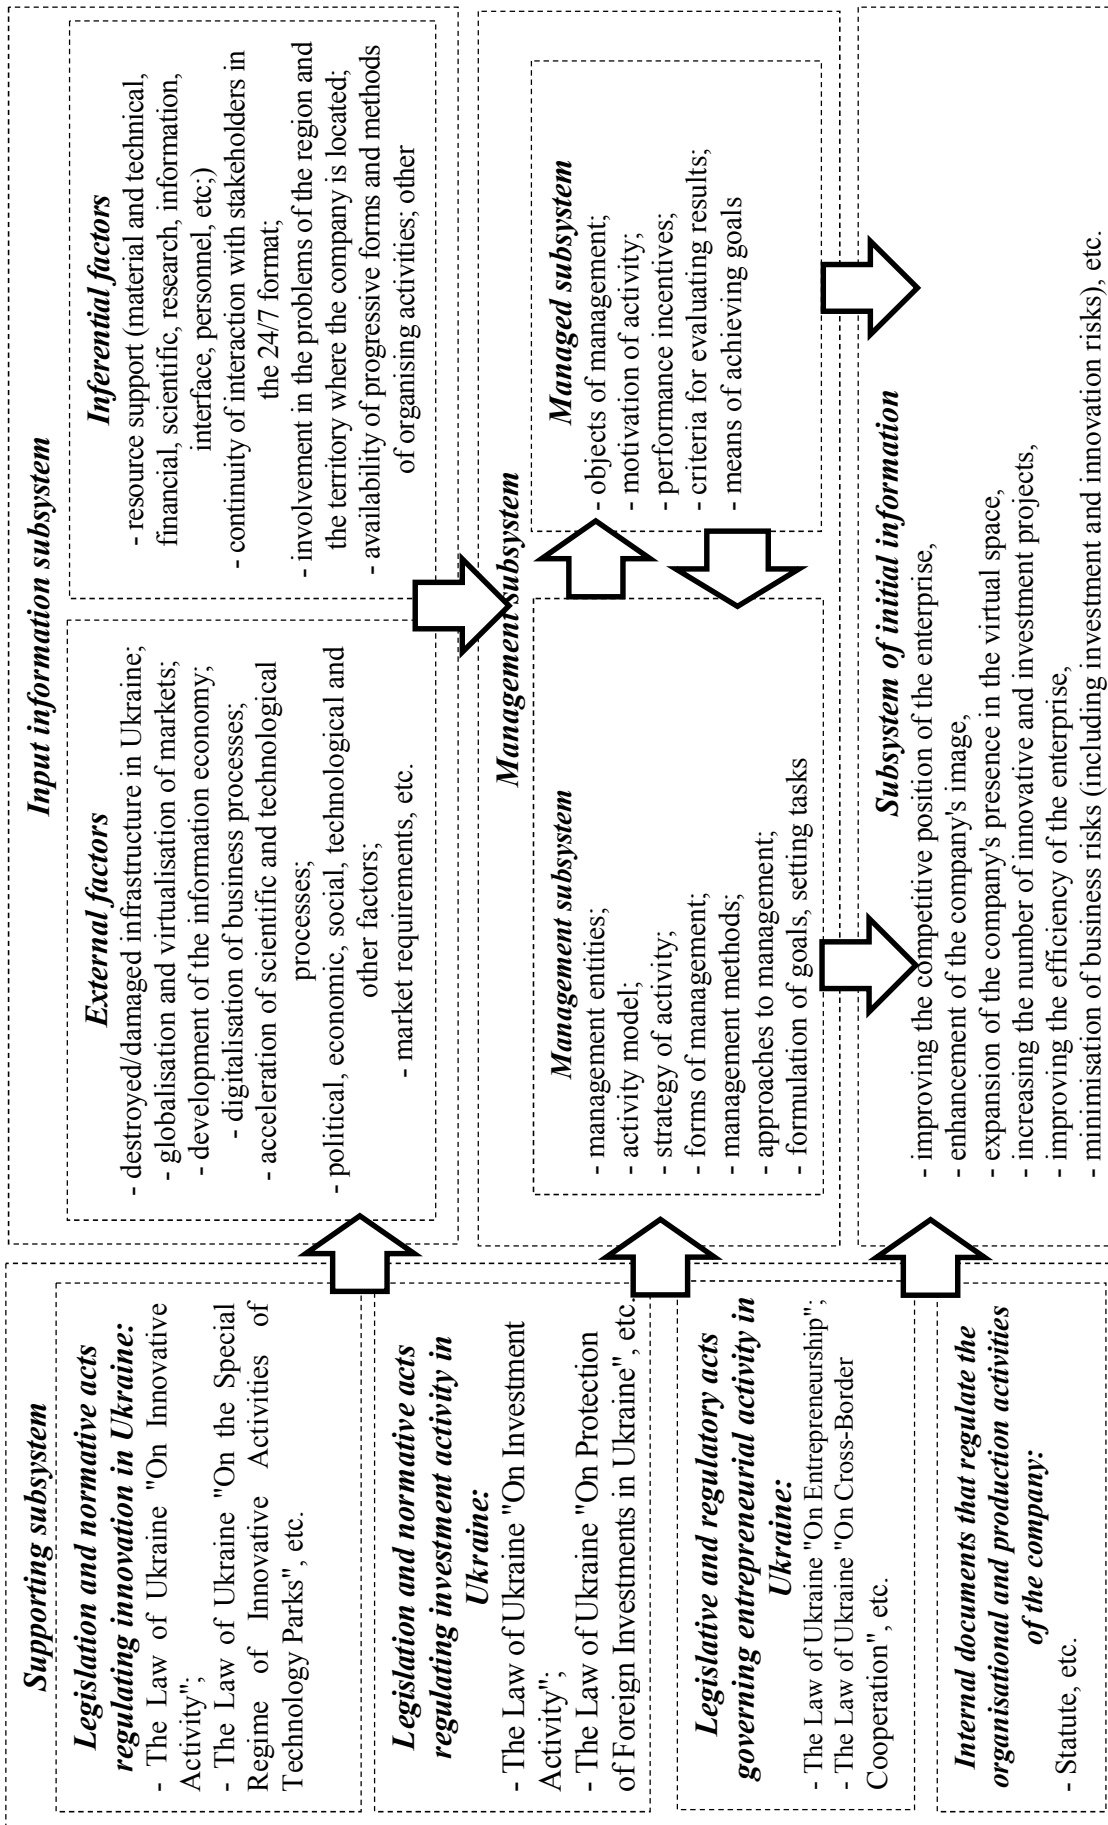 Supporting subsystem
Legislation and normative acts
regulating innovation in Ukraine:
- The Law of Ukraine "On Innovative
Activity";
- The Law of Ukraine "On the Special
Regime of Innovative Activities of
Technology Parks", etc.
Legislation and normative acts
regulating investment activity in
Ukraine:
- The Law of Ukraine "On Investment
Activity";
- The Law of Ukraine "On Protection
of Foreign Investments in Ukraine", etc.
Legislative and regulatory acts
governing entrepreneurial activity in
Ukraine:
- The Law of Ukraine "On Entrepreneurship";
- The Law of Ukraine "On Cross-Border
Cooperation", etc.
Internal documents that regulate the
organisational and production activities
of the company:
- Statute, etc.
Input information subsystem
External factors
- destroyed/damaged infrastructure in Ukraine;
- globalisation and virtualisation of markets;
- development of the information economy;
- digitalisation of business processes;
- acceleration of scientific and technological
processes;
- political, economic, social, technological and
other factors;
- market requirements, etc.
Inferential factors
- resource support (material and technical,
financial, scientific, research, information,
interface, personnel, etc;)
- continuity of interaction with stakeholders in
the 24/7 format;
- involvement in the problems of the region and
the territory where the company is located;
- availability of progressive forms and methods
of organising activities; other
Management subsystem
Management subsystem
- management entities;
- activity model;
- strategy of activity;
- forms of management;
- management methods;
- approaches to management;
- formulation of goals, setting tasks
Managed subsystem
- objects of management;
- motivation of activity;
- performance incentives;
- criteria for evaluating results;
- means of achieving goals
Subsystem of initial information
- improving the competitive position of the enterprise,
- enhancement of the company's image,
- expansion of the company's presence in the virtual space,
- increasing the number of innovative and investment projects,
- improving the efficiency of the enterprise,
- minimisation of business risks (including investment and innovation risks), etc.